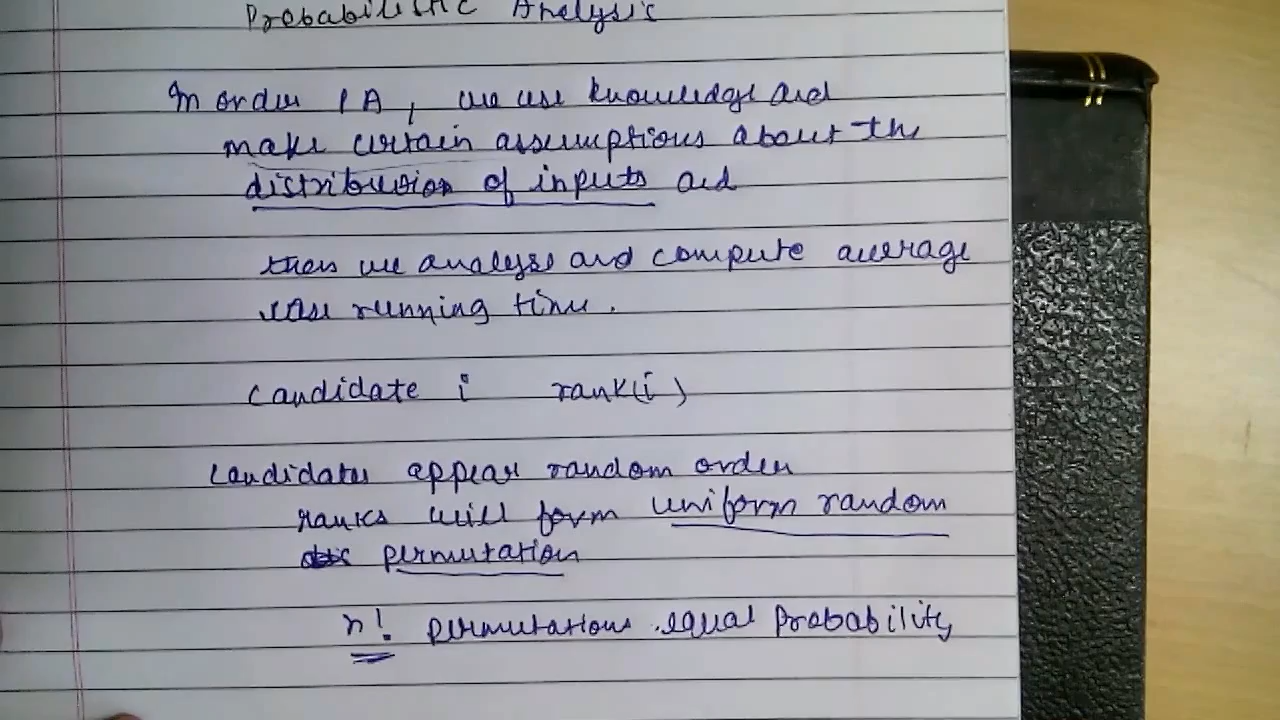 Probabilistic Analysis
In order PA, we use knowledge and
make certain assumptions about the
distribution of inputs ad
then we analyse and compute average
case running time.
candidate i rank(i)
Candidates appear random order
ranks will form uniform random
permutation
n! permutations equal Probability